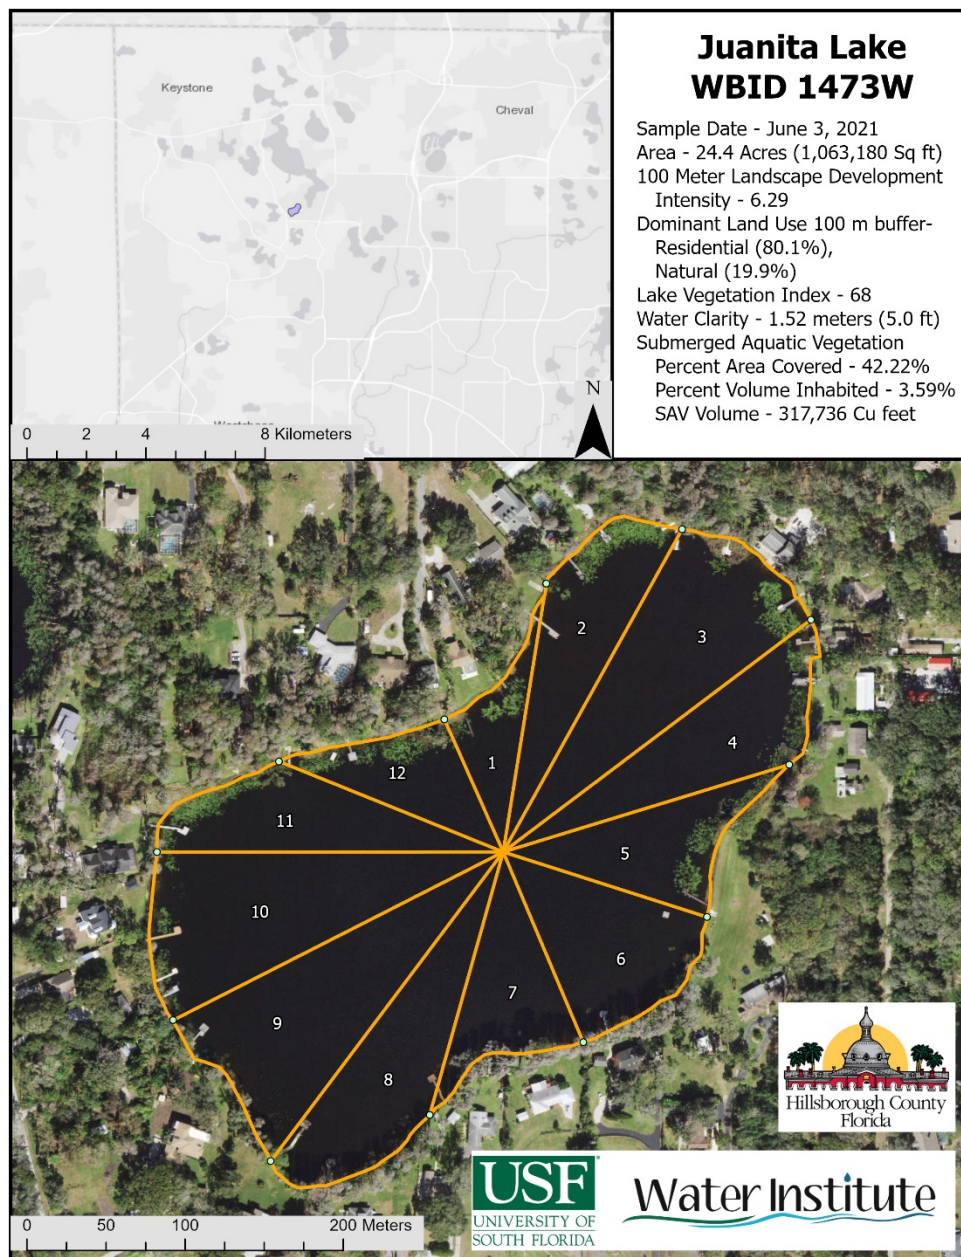 Juanita Lake
WBID 1473W
Sample Date - June 3, 2021
Area - 24.4 Acres (1,063,180 Sq ft)
100 Meter Landscape Development
Intensity - 6.29
Dominant Land Use 100 m buffer-
Residential (80.1%),
Natural (19.9%)
Lake Vegetation Index - 68
Water Clarity - 1.52 meters (5.0 ft)
Submerged Aquatic Vegetation
Percent Area Covered - 42.22%
Percent Volume Inhabited - 3.59%
SAV Volume - 317,736 Cu feet
Keystone
Cheval
N
0 2 4 8 Kilometers
2
3
4
1
12
11
5
10
6
7
9
8
Hillsborough County
Florida
USF
UNIVERSITY OF
SOUTH FLORIDA
Water Institute
0 50 100 200 Meters